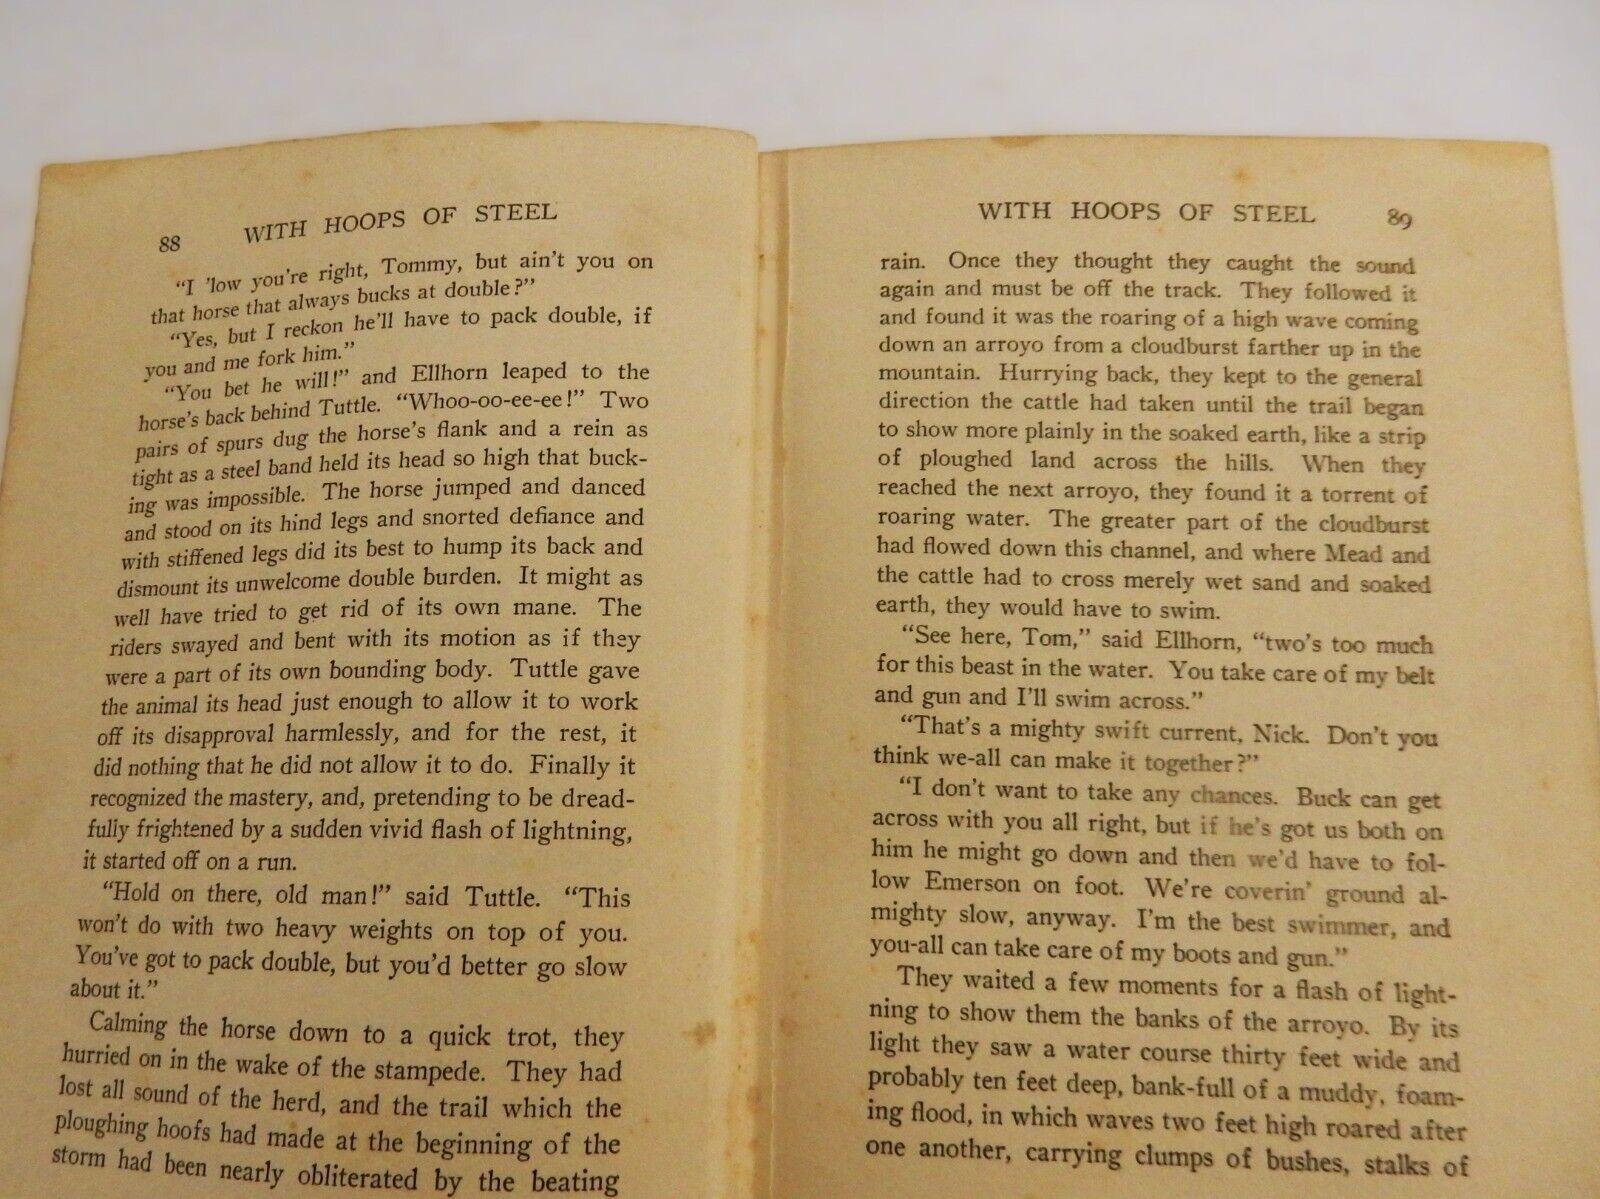 88 WITH HOOPS OF STEEL
"I 'low you're right, Tommy, but ain't you on
that horse that always bucks at double?"
"Yes, but I reckon he'll have to pack double, if
you and me fork him."
"You bet he will!" and Ellhorn leaped to the
horse's back behind Tuttle. "Whoo-oo-ee-ee!" Two
pairs of spurs dug the horse's flank and a rein as
tight as a steel band held its head so high that buck-
ing was impossible. The horse jumped and danced
and stood on its hind legs and snorted defiance and
with stiffened legs did its best to hump its back and
dismount its unwelcome double burden. It might as
well have tried to get rid of its own mane. The
riders swayed and bent with its motion as if they
were a part of its own bounding body. Tuttle gave
the animal its head just enough to allow it to work
off its disapproval harmlessly, and for the rest, it
did nothing that he did not allow it to do. Finally it
recognized the mastery, and, pretending to be dread-
fully frightened by a sudden vivid flash of lightning,
it started off on a run.
"Hold on there, old man!" said Tuttle. "This
won't do with two heavy weights on top of you.
You've got to pack double, but you'd better go slow
about it."
Calming the horse down to a quick trot, they
hurried on in the wake of the stampede. They had
lost all sound of the herd, and the trail which the
ploughing hoofs had made at the beginning of the
storm had been nearly obliterated by the beating
WITH HOOPS OF STEEL 89
rain. Once they thought they caught the sound
again and must be off the track. They followed it
and found it was the roaring of a high wave coming
down an arroyo from a cloudburst farther up in the
mountain. Hurrying back, they kept to the general
direction the cattle had taken until the trail began
to show more plainly in the soaked earth, like a strip
of ploughed land across the hills. When they
reached the next arroyo, they found it a torrent of
roaring water. The greater part of the cloudburst
had flowed down this channel, and where Mead and
the cattle had to cross merely wet sand and soaked
earth, they would have to swim.
"See here, Tom," said Ellhorn, "two's too much
for this beast in the water. You take care of my belt
and gun and I'll swim across."
"That's a mighty swift current, Nick. Don't you
think we-all can make it together?"
"I don't want to take any chances. Buck can get
across with you all right, but if he's got us both on
him he might go down and then we'd have to fol-
low Emerson on foot. We're coverin' ground al-
mighty slow, anyway. I'm the best swimmer, and
you-all can take care of my boots and gun."
They waited a few moments for a flash of light-
ning to show them the banks of the arroyo. By its
light they saw a water course thirty feet wide and
probably ten feet deep, bank-full of a muddy, foam-
ing flood, in which waves two feet high roared after
one another, carrying clumps of bushes, stalks of